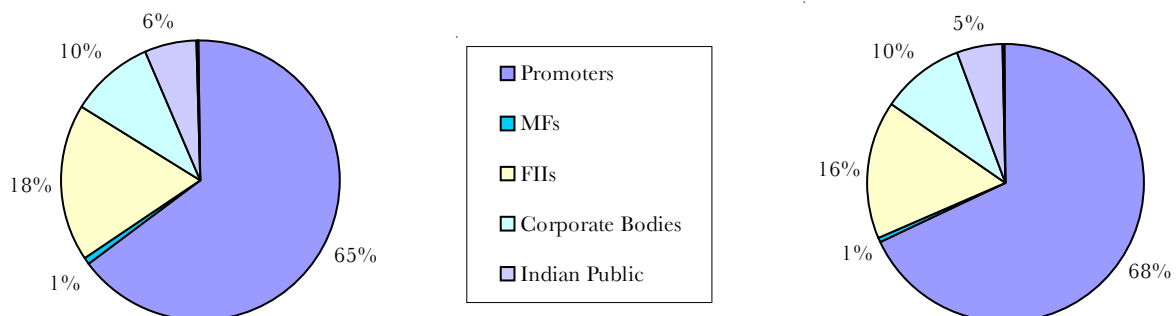 6%
10%
18%
1%
65%
Promoters
MFs
FIIs
Corporate Bodies
Indian Public
5%
10%
16%
1%
68%